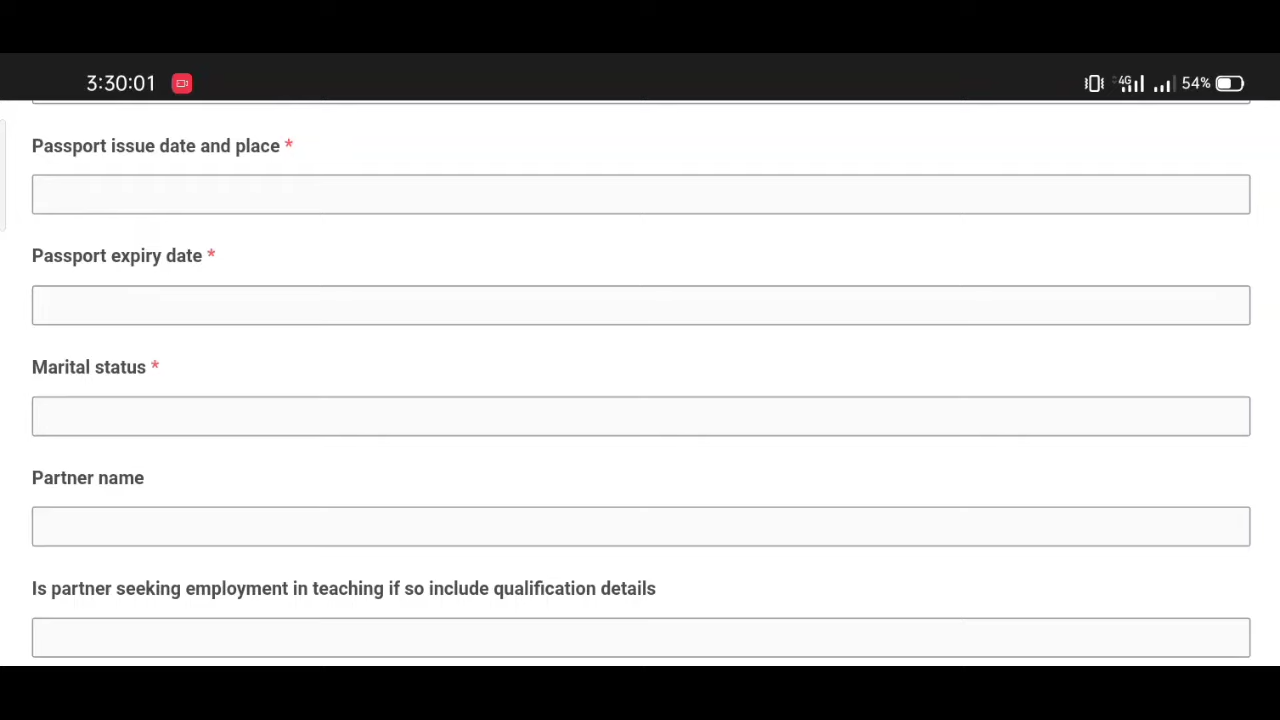 3:30:01
4G 54%
Passport issue date and place *
Passport expiry date *
Marital status *
Partner name
Is partner seeking employment in teaching if so include qualification details